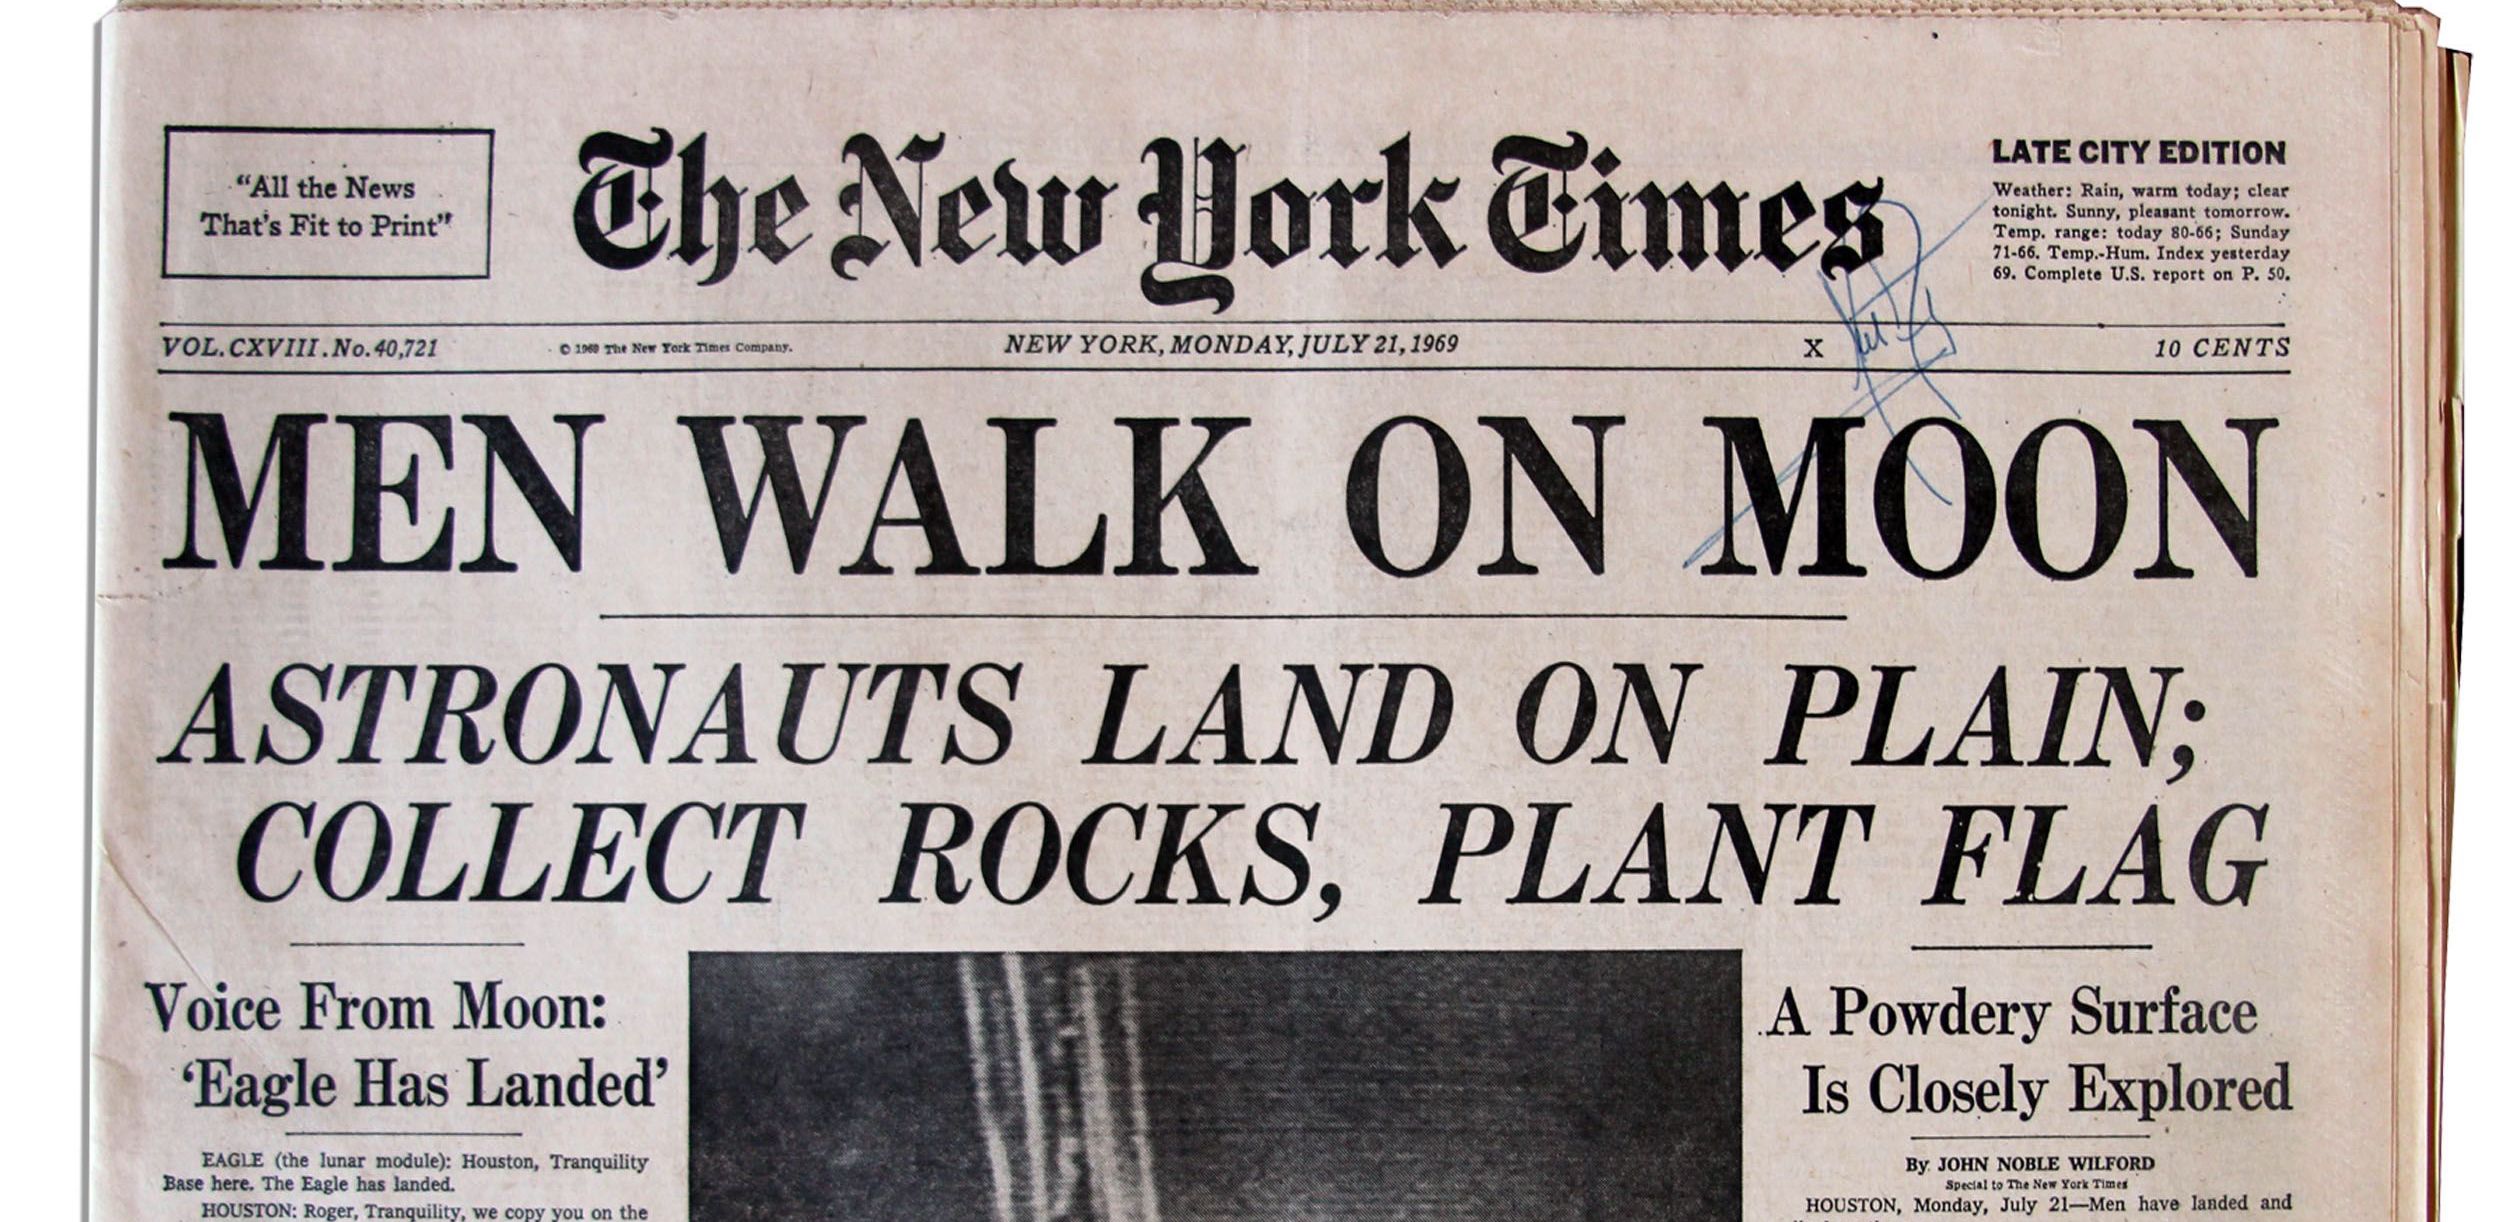 "All the News
That's Fit to Print"
The New York Times
LATE CITY EDITION
Weather: Rain, warm today; clear
tonight. Sunny, pleasant tomorrow.
Temp. range: today 80-66; Sunday
71-66. Temp.-Hum. Index yesterday
69. Complete U.S. report on P. 50.
VOL. CXVIII. No. 40,721
© 1969 The New York Times Company.
NEW YORK, MONDAY, JULY 21, 1969
X
10 CENTS
MEN WALK ON MOON
ASTRONAUTS LAND ON PLAIN;
COLLECT ROCKS, PLANT FLAG
Voice From Moon:
'Eagle Has Landed'
EAGLE (the lunar module): Houston, Tranquility
Base here. The Eagle has landed.
HOUSTON: Roger, Tranquility, we copy you on the
A Powdery Surface
Is Closely Explored
By JOHN NOBLE WILFORD
Special to The New York Times
HOUSTON, Monday, July 21—Men have landed and